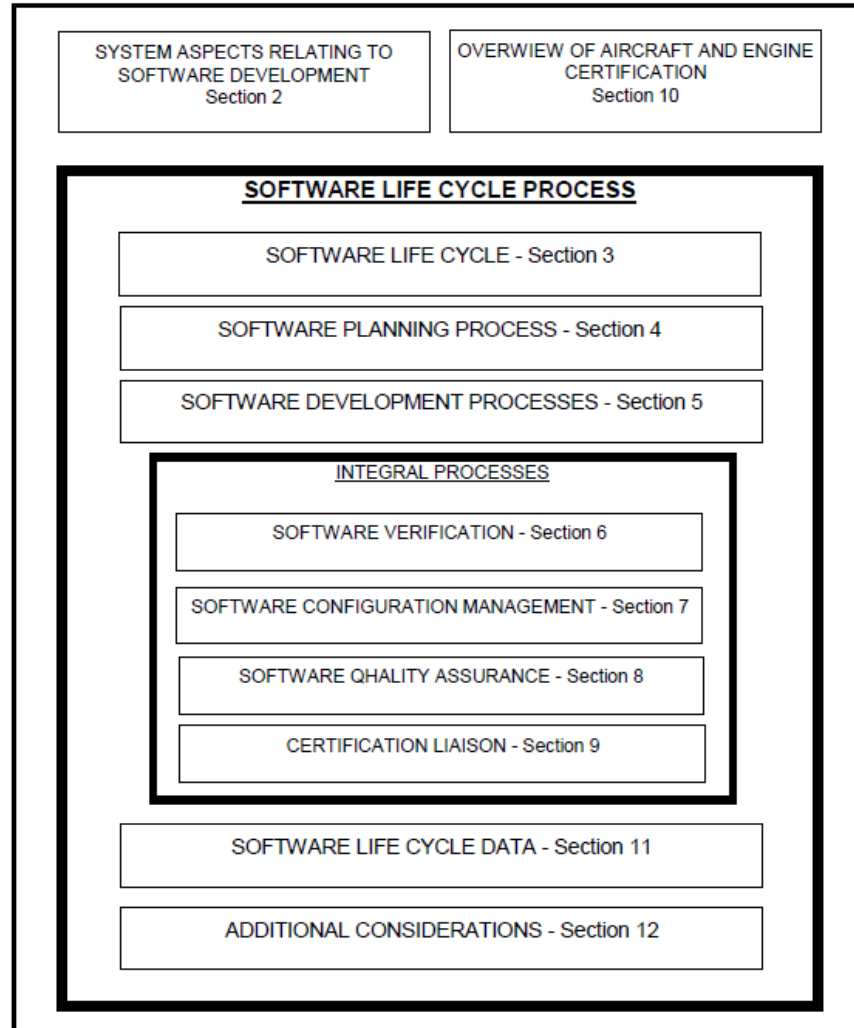 SYSTEM ASPECTS RELATING TO
SOFTWARE DEVELOPMENT
Section 2
OVERWIEW OF AIRCRAFT AND ENGINE
CERTIFICATION
Section 10
SOFTWARE LIFE CYCLE PROCESS
SOFTWARE LIFE CYCLE - Section 3
SOFTWARE PLANNING PROCESS - Section 4
SOFTWARE DEVELOPMENT PROCESSES - Section 5
INTEGRAL PROCESSES
SOFTWARE VERIFICATION - Section 6
SOFTWARE CONFIGURATION MANAGEMENT - Section 7
SOFTWARE QHALITY ASSURANCE - Section 8
CERTIFICATION LIAISON - Section 9
SOFTWARE LIFE CYCLE DATA - Section 11
ADDITIONAL CONSIDERATIONS - Section 12